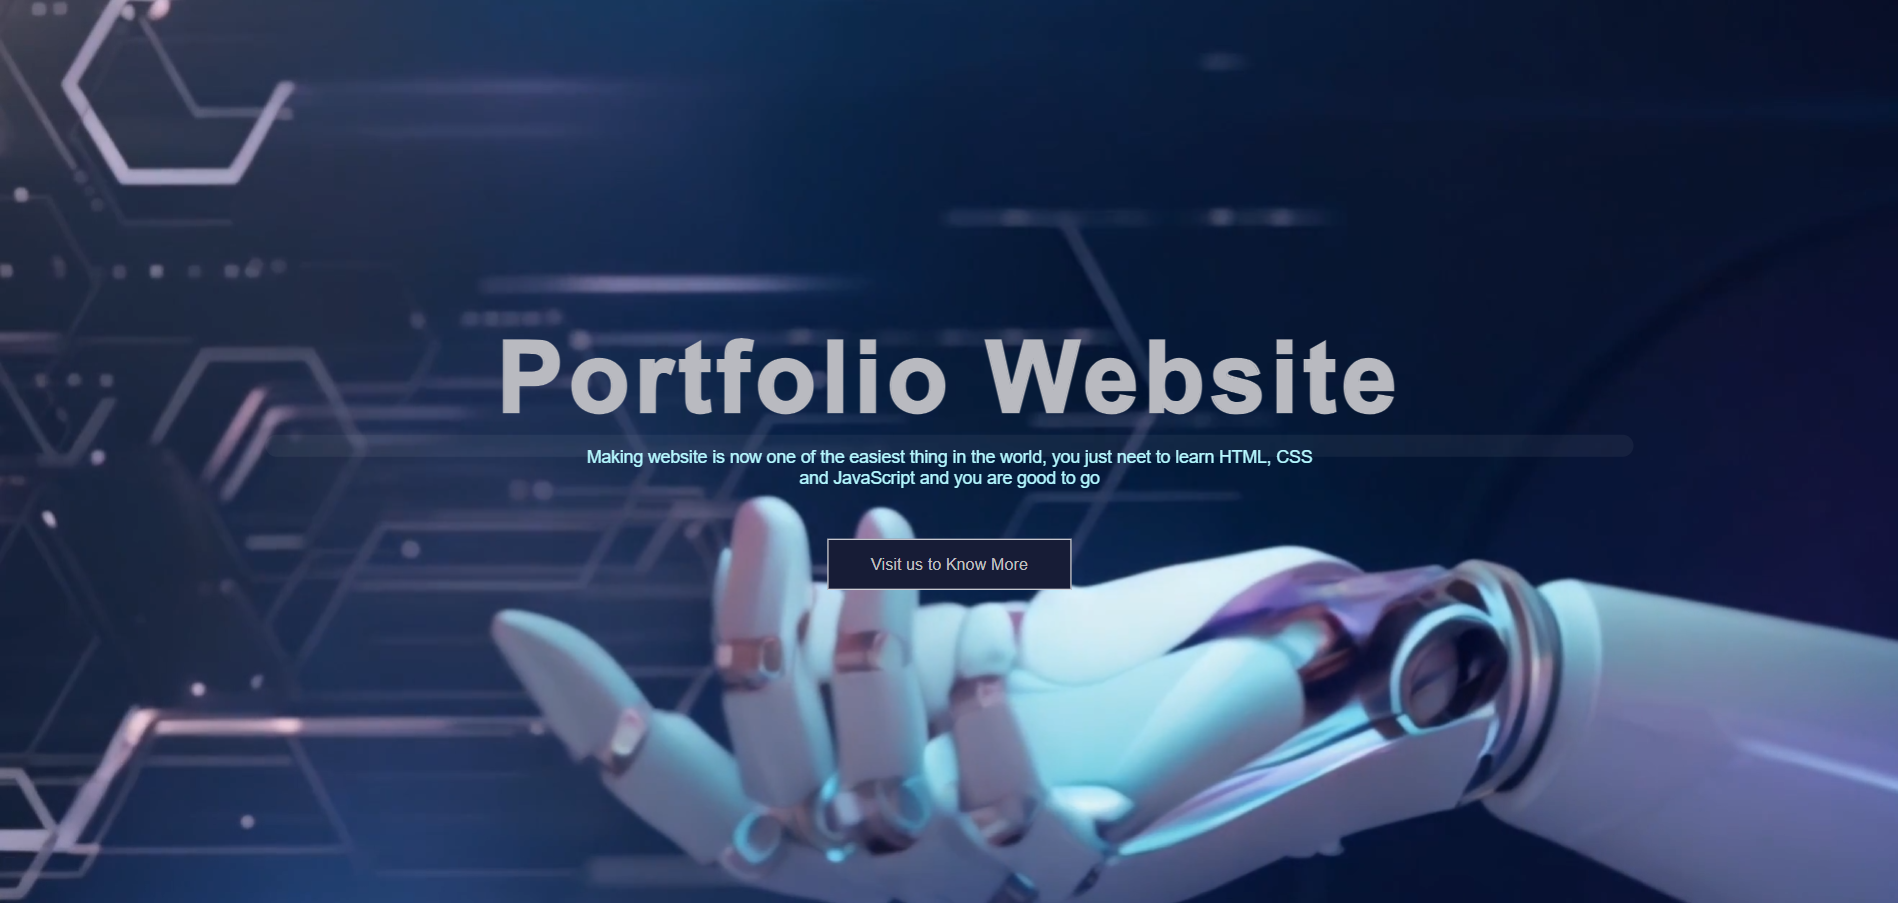 Portfolio Website
Making website is now one of the easiest thing in the world, you just neet to learn HTML, CSS
and JavaScript and you are good to go
Visit us to Know More